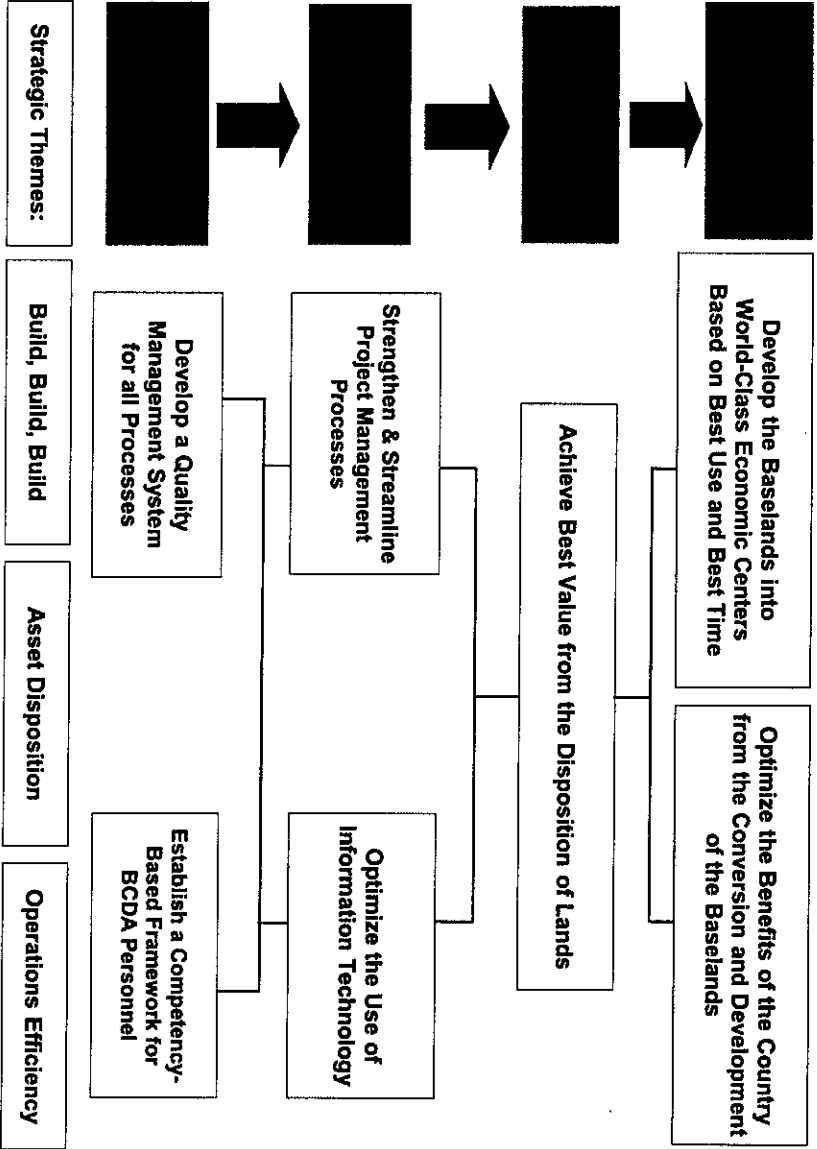 Develop the Baselands into
World-Class Economic Centers
Based on Best Use and Best Time
Optimize the Benefits of the Country
from the Conversion and Development
of the Baselands
Achieve Best Value from the Disposition of Lands
Strengthen & Streamline
Project Management
Processes
Optimize the Use of
Information Technology
Develop a Quality
Management System
for all Processes
Establish a Competency-
Based Framework for
BCDA Personnel
Strategic Themes:
Build, Build, Build
Asset Disposition
Operations Efficiency